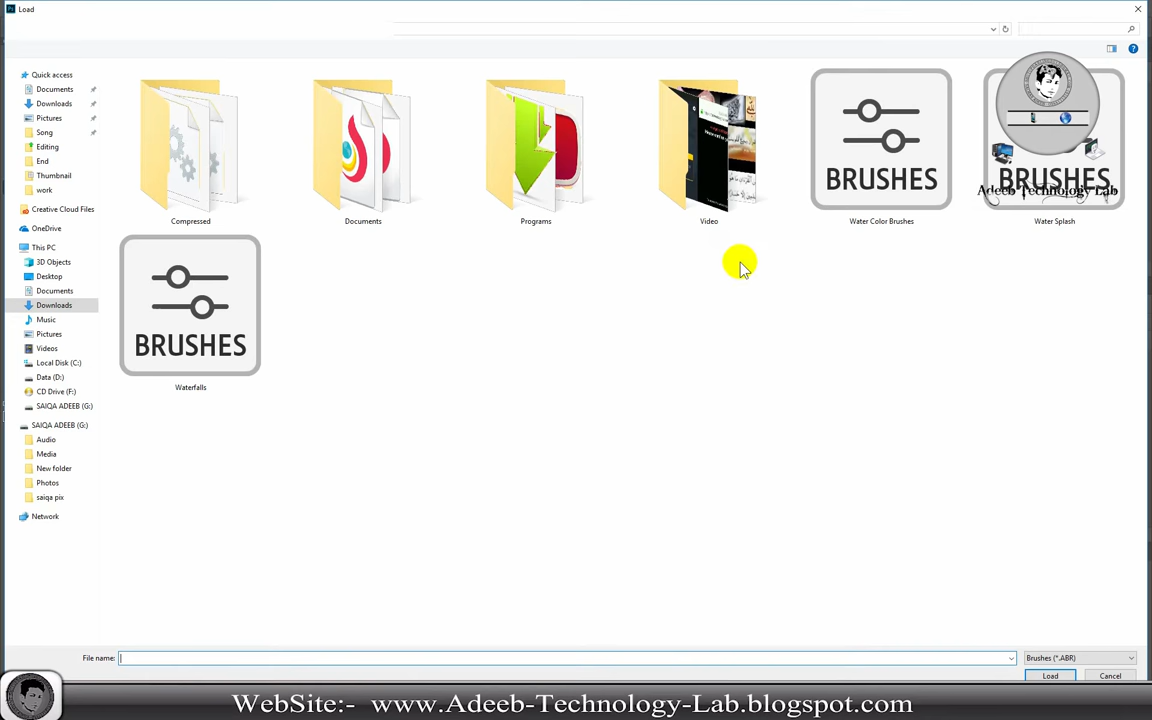 Load
Quick access
Documents
Downloads
Pictures
Song
Editing
End
Thumbnail
work
Creative Cloud Files
OneDrive
This PC
3D Objects
Desktop
Documents
Downloads
Music
Pictures
Videos
Local Disk (C:)
Data (D:)
CD Drive (F:)
SAIQA ADEEB (G:)
SAIQA ADEEB (G:)
Audio
Media
New folder
Photos
saiqa pix
Network
Compressed
Documents
Programs
Video
BRUSHES
Water Color Brushes
BRUSHES
Adeeb Technology Lab
Water Splash
BRUSHES
Waterfalls
File name:
Brushes (*.ABR)
Load
Cancel
WebSite:- www.Adeeb-Technology-Lab.blogspot.com